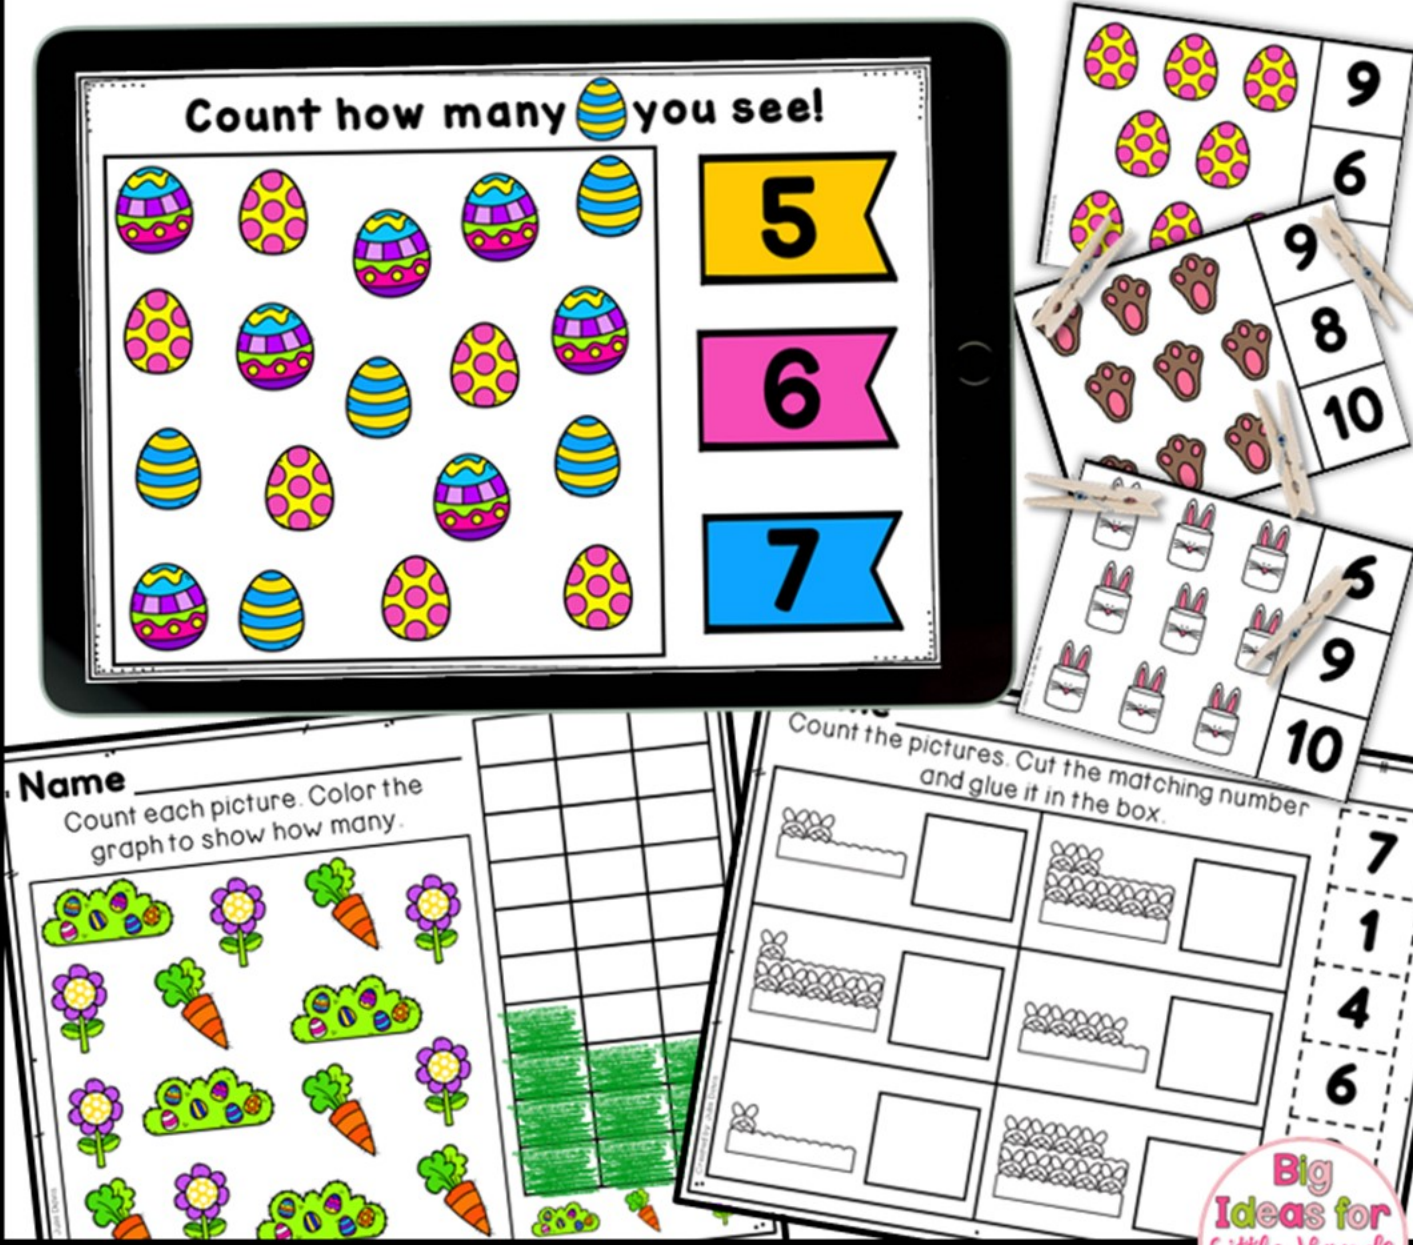 Count how many you see!
5
6
7
9
6
9
8
10
6
9
10
Name
Count each picture. Color the
graph to show how many.
Count the pictures. Cut the matching number
and glue it in the box.
7
1
4
6
Big
Ideas for